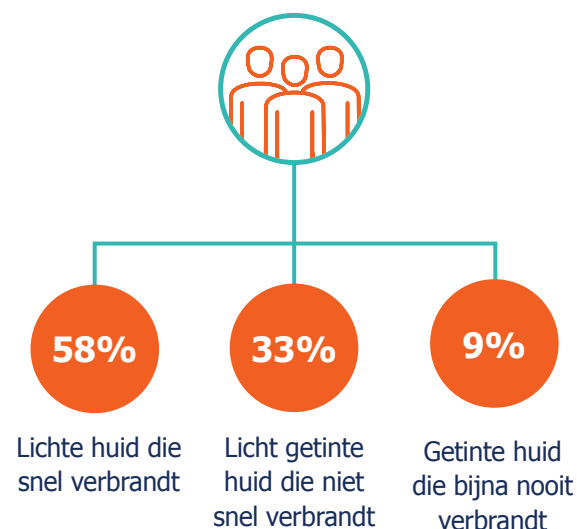 58%
Lichte huid die
snel verbrandt
33%
Licht getinte
huid die niet
snel verbrandt
9%
Getinte huid
die bijna nooit
verbrandt